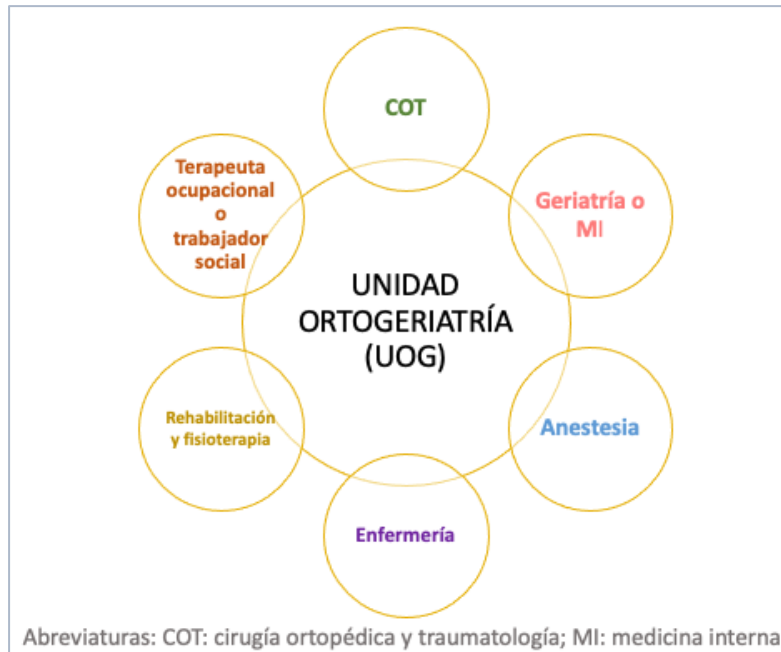 COT
Geriatría o
MI
Anestesia
Enfermería
Rehabilitación
y fisioterapia
Terapeuta
ocupacional
o
trabajador
social
UNIDAD
ORTOGERIATRÍA
(UOG)
Abreviaturas: COT: cirugía ortopédica y traumatología; MI: medicina interna